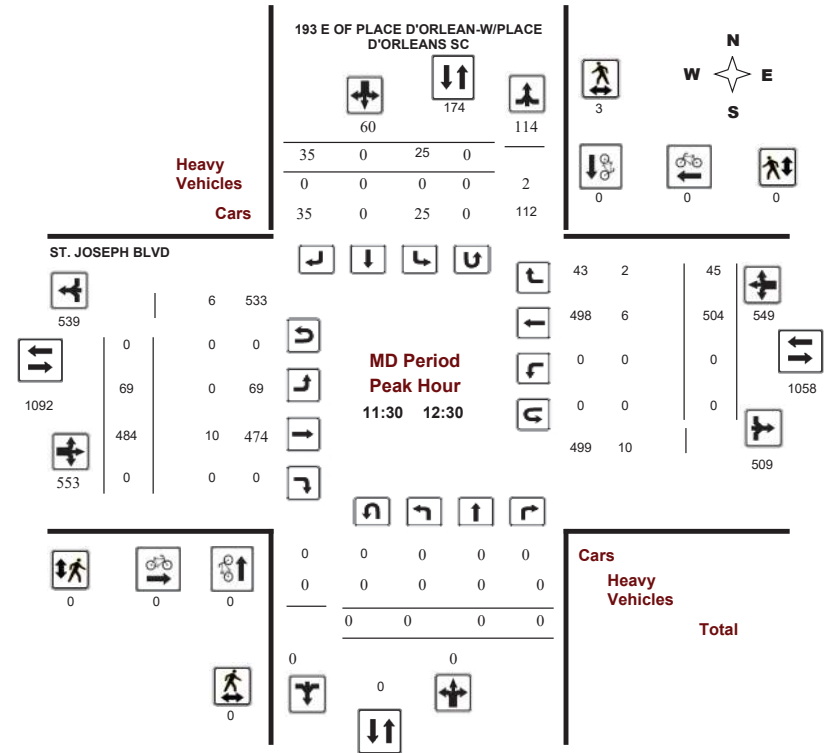 193 E OF PLACE D'ORLEAN-W/PLACE
D'ORLEANS SC
N
W E
S
174
3
60 114
35 0 25 0
Heavy
Vehicles
0 0 0 0 2
Cars
35 0 25 0 112
0 0 0
ST. JOSEPH BLVD
539
6 533
43 2 45
0 0 0
498 6 504 549
1092
69 0 69
MD Period
Peak Hour
11:30 12:30
0 0 0
1058
484 10 474
0 0 0
553
0 0 0
499 10
509
0 0 0
0 0 0 0 0
Cars
0 0 0 0 0
Heavy
Vehicles
0 0 0 0
Total
0 0
0
0